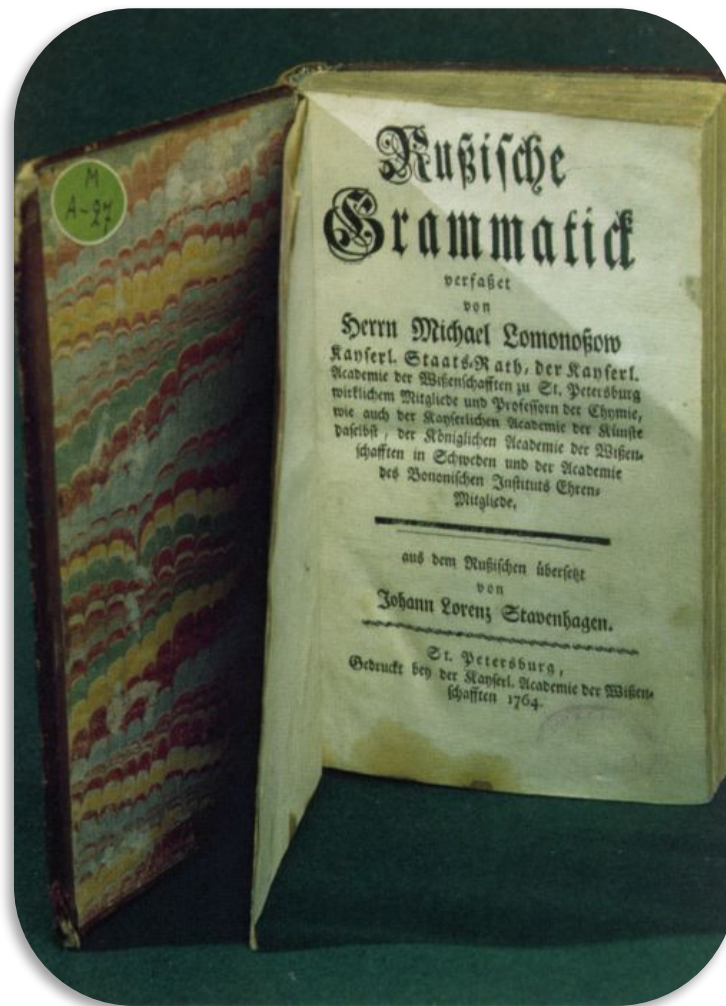 M
A-27
Rußische
Grammatick
verfaßet
von
Herrn Michael Lomonoßow
Kayserl. Staats-Rath, der Kayserl.
Academie der Wißenschafften zu St. Petersburg
wirklichem Mitgliede und Professorn der Chymie,
wie auch der Kayserlichen Academie der Künste
daselbst, der Königlichen Academie der Wißen-
schafften in Schweden und der Academie
des Bononischen Instituts Ehren-
Mitgliede,
aus dem Rußischen übersetzt
von
Johann Lorenz Stavenhagen.
St. Petersburg,
Gedruckt bey der Kayserl. Academie der Wißen-
schafften 1764.